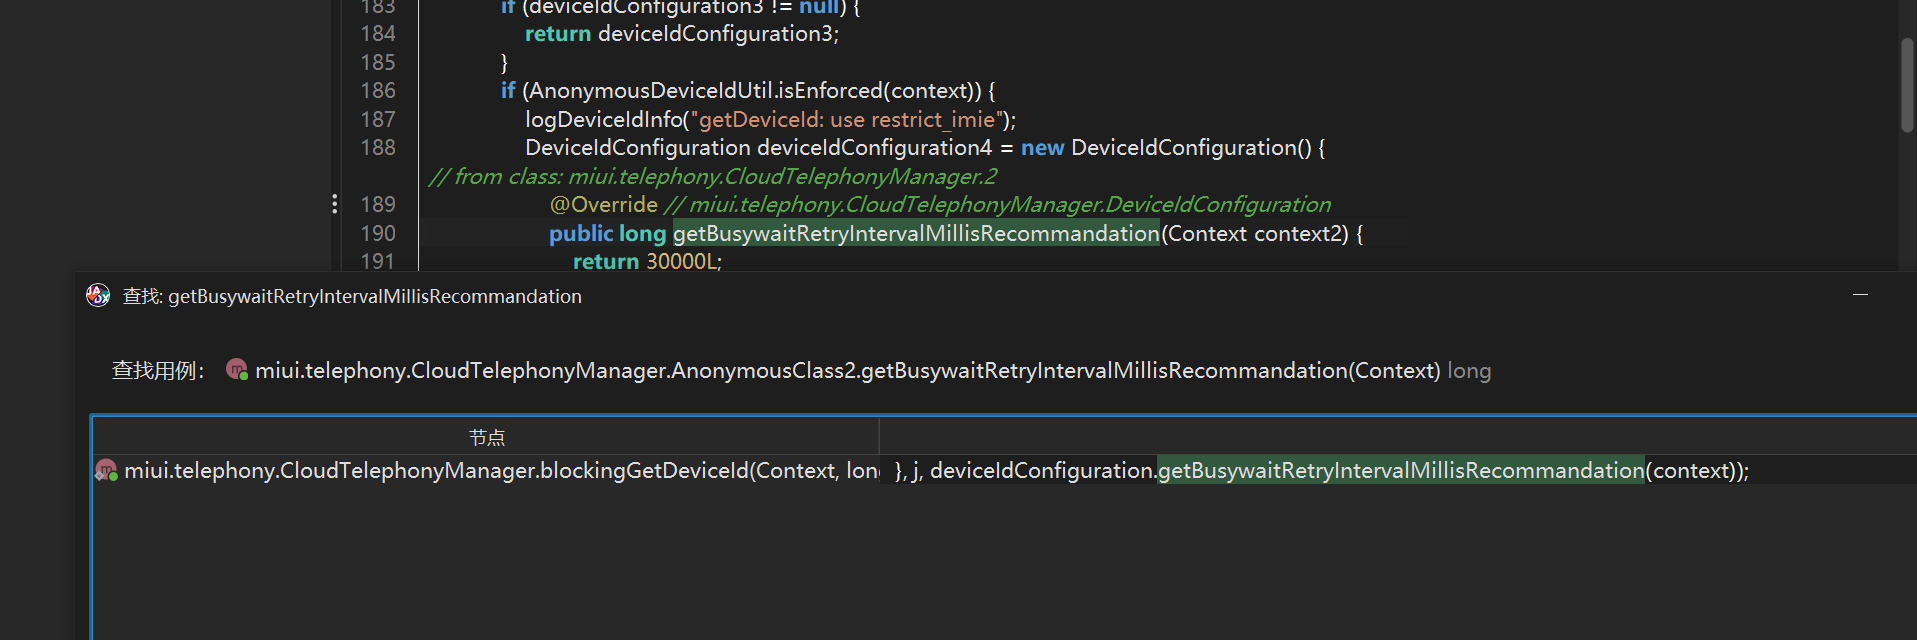 183 if (deviceIdConfiguration3 != null) {
184 return deviceIdConfiguration3;
185 }
186 if (AnonymousDeviceIdUtil.isEnforced(context)) {
187 logDeviceIdInfo("getDeviceId: use restrict_imie");
188 DeviceIdConfiguration deviceIdConfiguration4 = new DeviceIdConfiguration() {
// from class: miui.telephony.CloudTelephonyManager.2
189 @Override // miui.telephony.CloudTelephonyManager.DeviceIdConfiguration
190 public long getBusywaitRetryIntervalMillisRecommandation(Context context2) {
191 return 30000L;
JADX 查找: getBusywaitRetryIntervalMillisRecommandation
查找用例: m miui.telephony.CloudTelephonyManager.AnonymousClass2.getBusywaitRetryIntervalMillisRecommandation(Context) long
节点
m miui.telephony.CloudTelephonyManager.blockingGetDeviceId(Context, long }, j, deviceIdConfiguration.getBusywaitRetryIntervalMillisRecommandation(context));